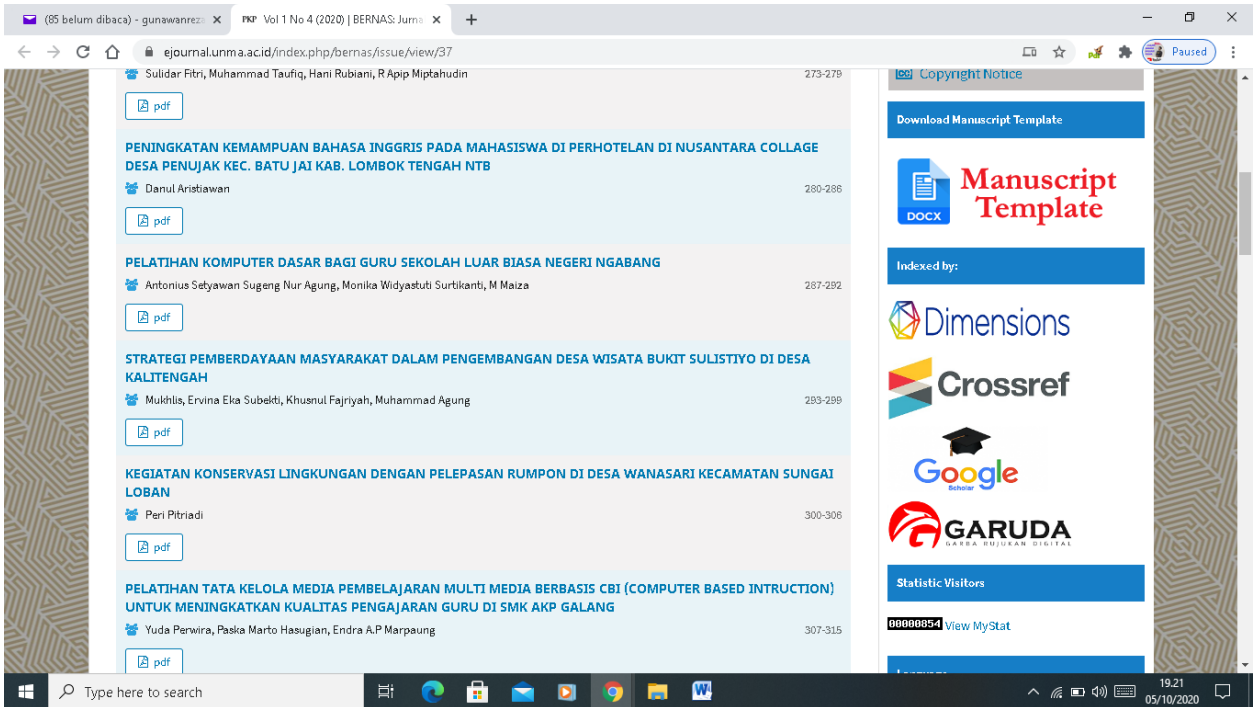 (85 belum dibaca) - gunawanreza
PKP Vol 1 No 4 (2020) | BERNAS: Jurna
ejournal.unma.ac.id/index.php/bernas/issue/view/37
Paused
Sulidar Fitri, Muhammad Taufiq, Hani Rubiani, R Apip Miptahudin 273-279
pdf
PENINGKATAN KEMAMPUAN BAHASA INGGRIS PADA MAHASISWA DI PERHOTELAN DI NUSANTARA COLLAGE
DESA PENUJAK KEC. BATU JAI KAB. LOMBOK TENGAH NTB
Danul Aristiawan 280-286
pdf
PELATIHAN KOMPUTER DASAR BAGI GURU SEKOLAH LUAR BIASA NEGERI NGABANG
Antonius Setyawan Sugeng Nur Agung, Monika Widyastuti Surtikanti, M Maiza 287-292
pdf
STRATEGI PEMBERDAYAAN MASYARAKAT DALAM PENGEMBANGAN DESA WISATA BUKIT SULISTIYO DI DESA
KALITENGAH
Mukhlis, Ervina Eka Subekti, Khusnul Fajriyah, Muhammad Agung 293-299
pdf
KEGIATAN KONSERVASI LINGKUNGAN DENGAN PELEPASAN RUMPON DI DESA WANASARI KECAMATAN SUNGAI
LOBAN
Peri Pitriadi 300-306
pdf
PELATIHAN TATA KELOLA MEDIA PEMBELAJARAN MULTI MEDIA BERBASIS CBI (COMPUTER BASED INTRUCTION)
UNTUK MENINGKATKAN KUALITAS PENGAJARAN GURU DI SMK AKP GALANG
Yuda Perwira, Paska Marto Hasugian, Endra A.P Marpaung 307-315
pdf
Copyright Notice
Download Manuscript Template
DOCX
Manuscript
Template
Indexed by:
Dimensions
Crossref
Google
Scholar
GARUDA
GARBA RUJUKAN DIGITAL
Statistic Visitors
00000854 View MyStat
Type here to search
19.21
05/10/2020